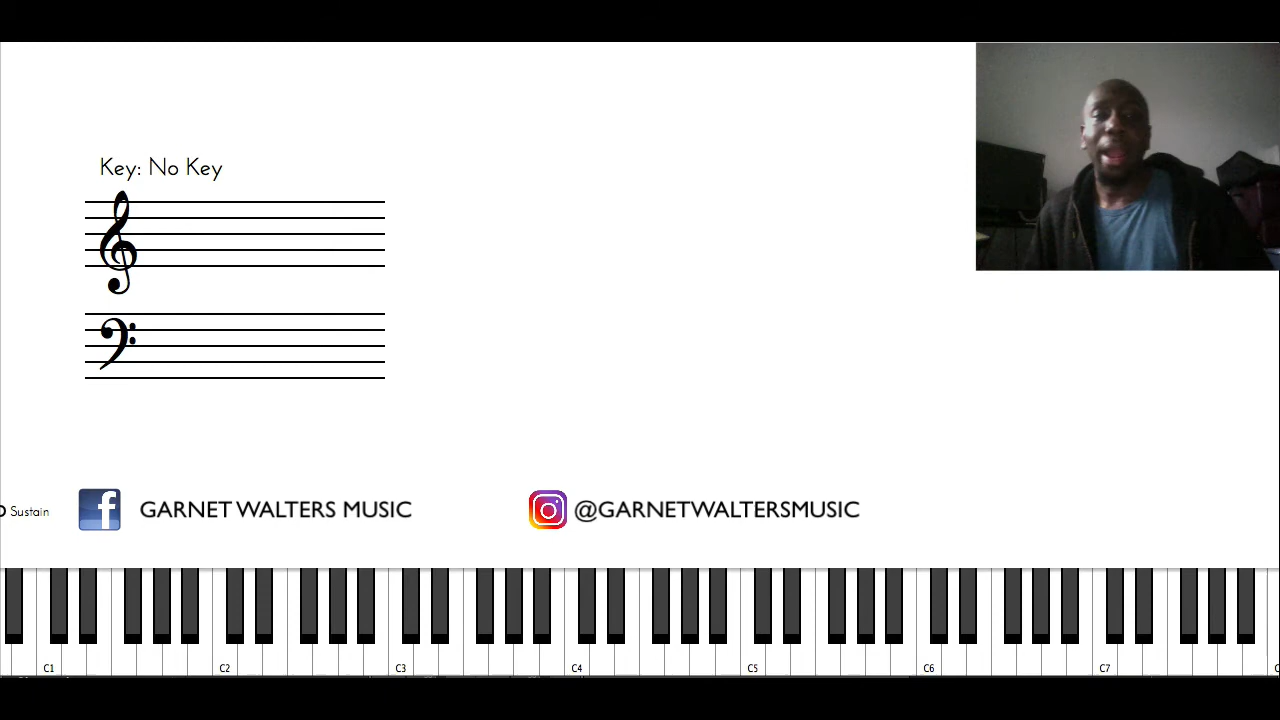 Key: No Key
Sustain
GARNET WALTERS MUSIC
@GARNETWALTERSMUSIC
C1 C2 C3 C4 C5 C6 C7